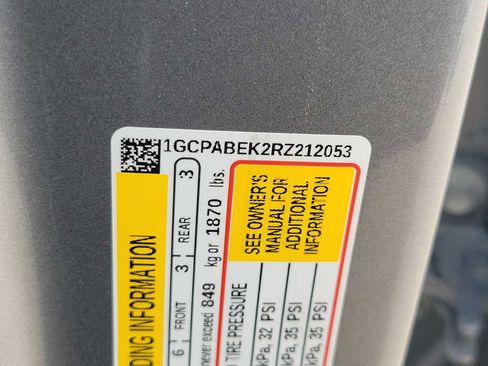 1GCPABEK2RZ212053
DING INFORMATION
6 FRONT 3 REAR 3
never exceed 849 kg or 1870 lbs.
TIRE PRESSURE
SEE OWNER'S
MANUAL FOR
ADDITIONAL
INFORMATION
kPa, 32 PSI
kPa, 35 PSI
kPa, 35 PSI